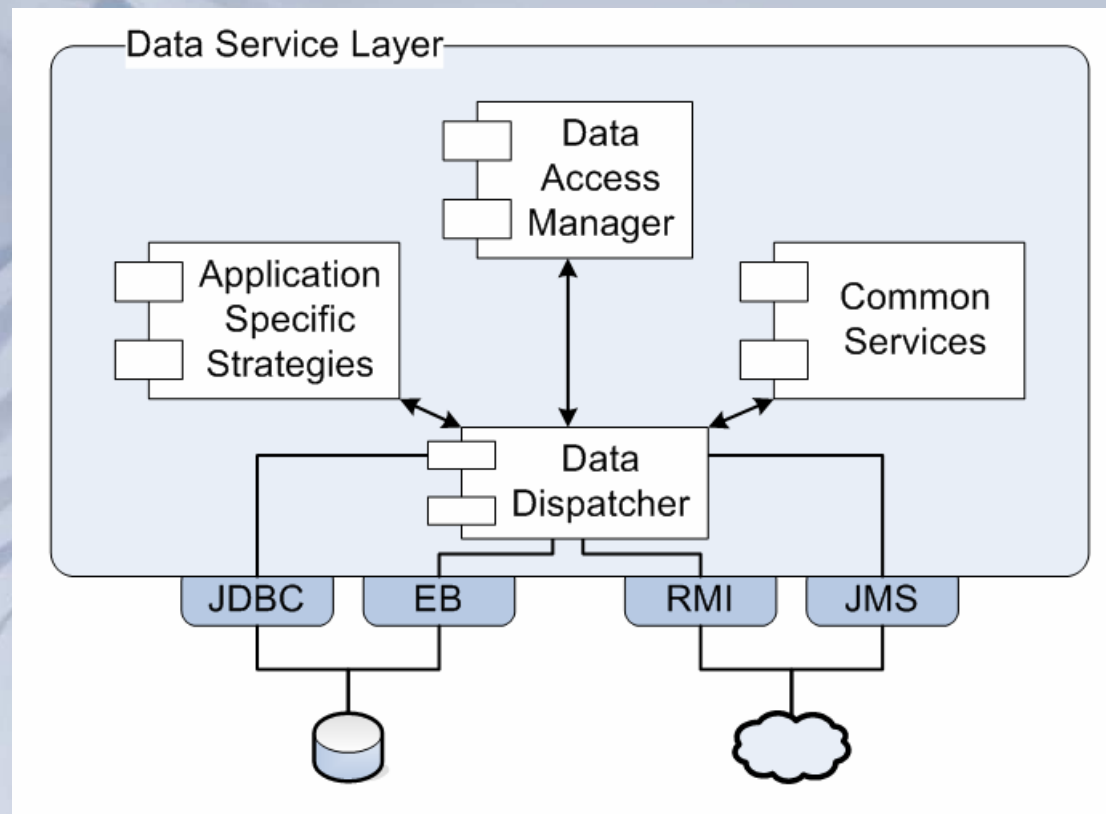 Data Service Layer
Data
Access
Manager
Application
Specific
Strategies
Common
Services
Data
Dispatcher
JDBC
EB
RMI
JMS